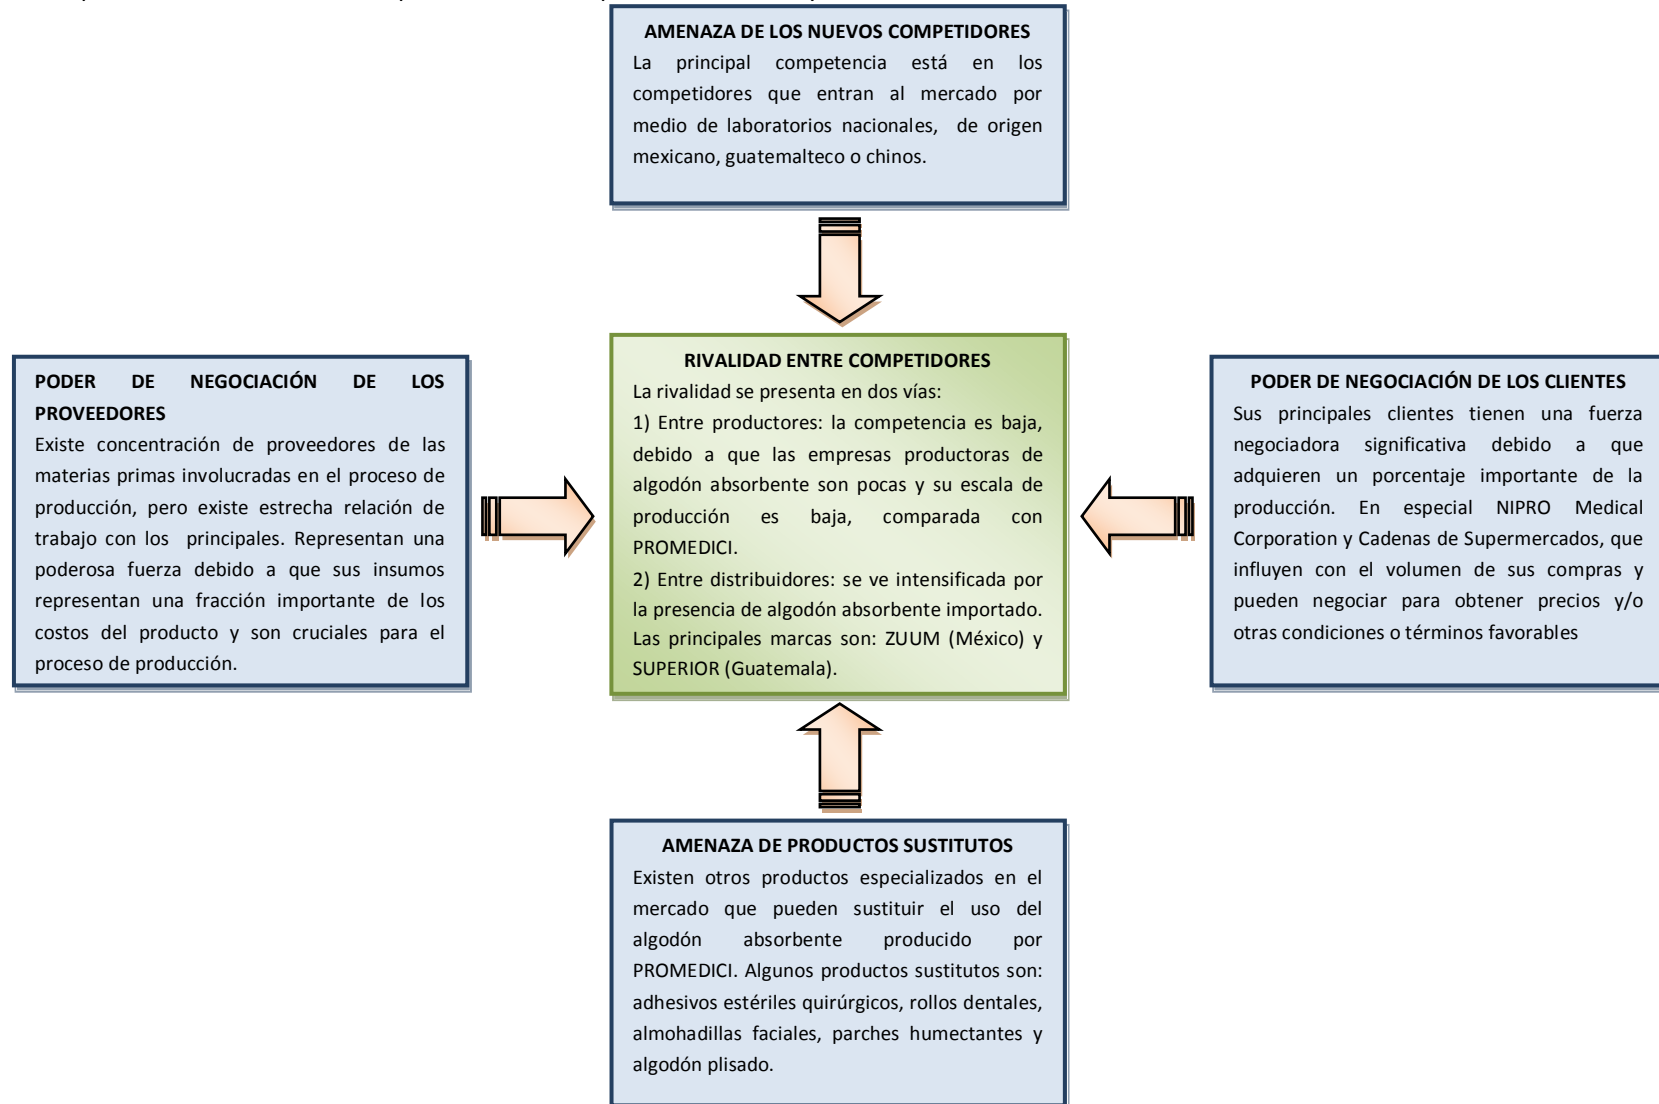 AMENAZA DE LOS NUEVOS COMPETIDORES
La principal competencia está en los
competidores que entran al mercado por
medio de laboratorios nacionales, de origen
mexicano, guatemalteco o chinos.
PODER DE NEGOCIACIÓN DE LOS
PROVEEDORES
Existe concentración de proveedores de las
materias primas involucradas en el proceso de
producción, pero existe estrecha relación de
trabajo con los principales. Representan una
poderosa fuerza debido a que sus insumos
representan una fracción importante de los
costos del producto y son cruciales para el
proceso de producción.
RIVALIDAD ENTRE COMPETIDORES
La rivalidad se presenta en dos vías:
1) Entre productores: la competencia es baja,
debido a que las empresas productoras de
algodón absorbente son pocas y su escala de
producción es baja, comparada con
PROMEDICI.
2) Entre distribuidores: se ve intensificada por
la presencia de algodón absorbente importado.
Las principales marcas son: ZUUM (México) y
SUPERIOR (Guatemala).
PODER DE NEGOCIACIÓN DE LOS CLIENTES
Sus principales clientes tienen una fuerza
negociadora significativa debido a que
adquieren un porcentaje importante de la
producción. En especial NIPRO Medical
Corporation y Cadenas de Supermercados, que
influyen con el volumen de sus compras y
pueden negociar para obtener precios y/o
otras condiciones o términos favorables
AMENAZA DE PRODUCTOS SUSTITUTOS
Existen otros productos especializados en el
mercado que pueden sustituir el uso del
algodón absorbente producido por
PROMEDICI. Algunos productos sustitutos son:
adhesivos estériles quirúrgicos, rollos dentales,
almohadillas faciales, parches humectantes y
algodón plisado.